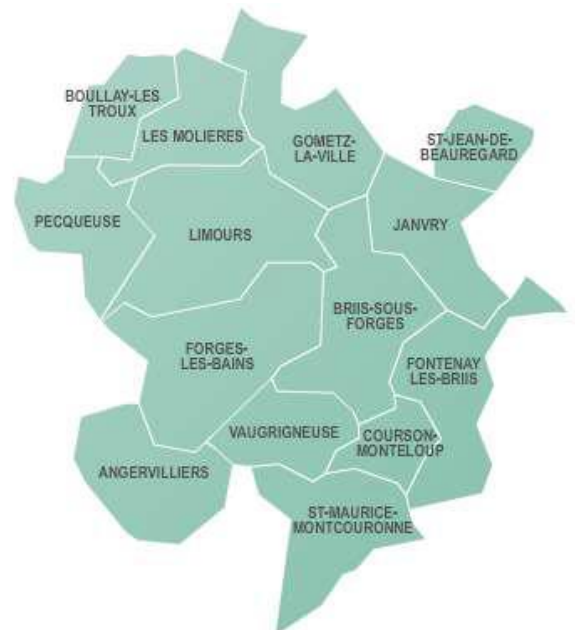 BOULLAY-LES
TROUX
LES MOLIERES
GOMETZ-
LA-VILLE
ST-JEAN-DE-
BEAUREGARD
PECQUEUSE
LIMOURS
JANVRY
BRIIS-SOUS-
FORGES
FORGES-
LES-BAINS
FONTENAY
LES-BRIIS
VAUGRIGNEUSE
COURSON-
MONTELOUP
ANGERVILLIERS
ST-MAURICE-
MONTCOURONNE